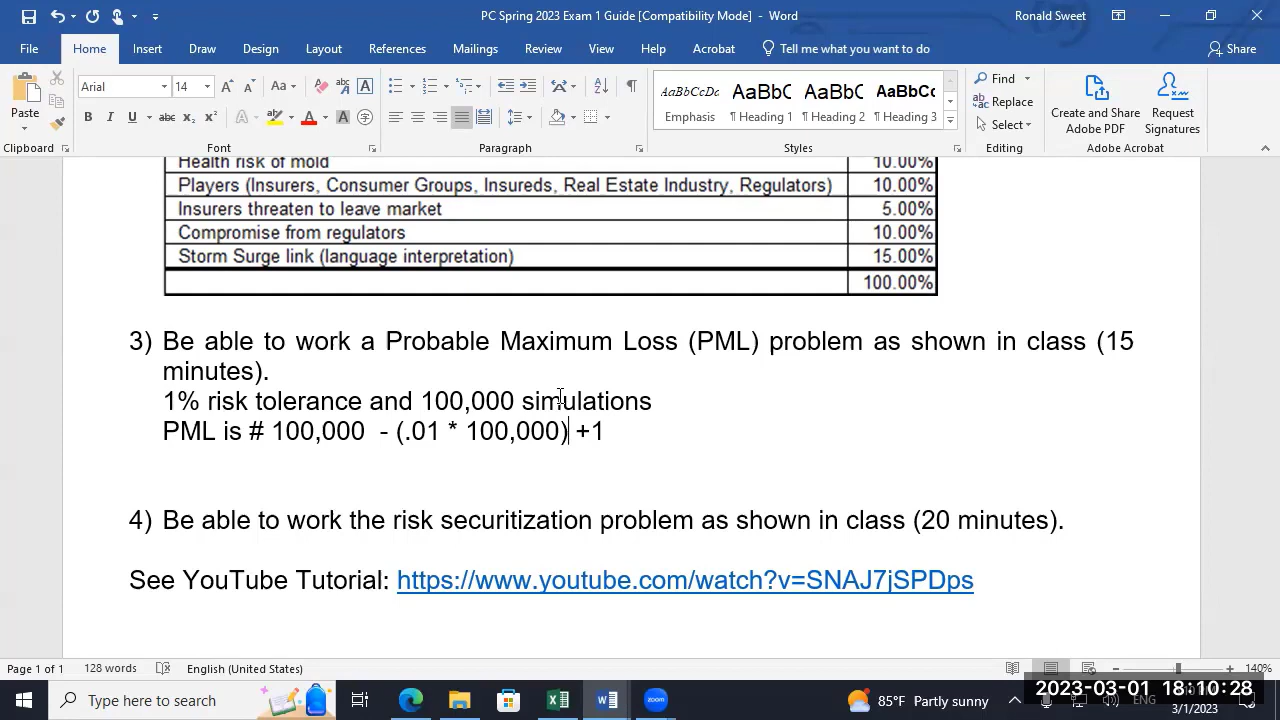 PC Spring 2023 Exam 1 Guide [Compatibility Mode] - Word
Ronald Sweet
File Home Insert Draw Design Layout References Mailings Review View Help Acrobat Tell me what you want to do Share
Paste
Arial 14
Aa
B I U abc X₂ X²
AaBbCcDc AaBbC AaBbC AaBbCc
Emphasis ¶ Heading 1 ¶ Heading 2 ¶ Heading 3
Find
Replace
Select
Create and Share Adobe PDF
Request Signatures
Clipboard Font Paragraph Styles Editing Adobe Acrobat
Health risk of mold 10.00%
Players (Insurers, Consumer Groups, Insureds, Real Estate Industry, Regulators) 10.00%
Insurers threaten to leave market 5.00%
Compromise from regulators 10.00%
Storm Surge link (language interpretation) 15.00%
100.00%
3) Be able to work a Probable Maximum Loss (PML) problem as shown in class (15
minutes).
1% risk tolerance and 100,000 simulations
PML is # 100,000 - (.01 * 100,000) +1
4) Be able to work the risk securitization problem as shown in class (20 minutes).
See YouTube Tutorial: https://www.youtube.com/watch?v=SNAJ7jSPDps
Page 1 of 1 128 words English (United States) 140%
Type here to search
85°F Partly sunny
ENG
2023-03-01 18:10:28
3/1/2023